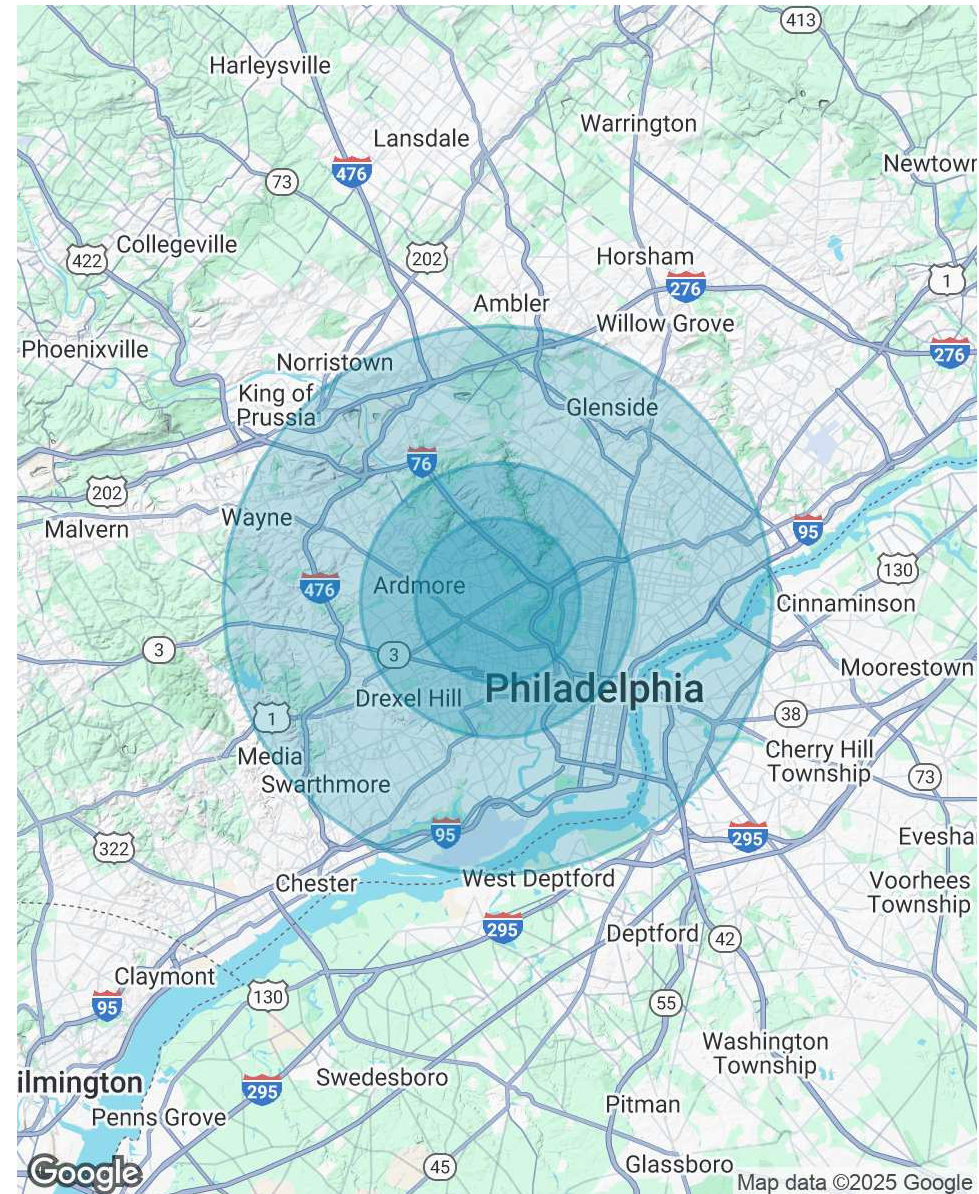 413
Harleysville
Warrington
Lansdale
Newtow
476
73
Collegeville
422
202
Horsham
276
1
Ambler
Willow Grove
Phoenixville
276
Norristown
King of
Prussia
Glenside
76
202
Wayne
Malvern
95
130
Ardmore
476
Cinnaminson
3
3
Moorestown
Philadelphia
Drexel Hill
38
1
Media
Cherry Hill
Township
73
Swarthmore
95
295
Evesha
322
Chester
West Deptford
Voorhees
Township
295
Deptford
42
Claymont
130
95
55
Washington
Township
ilmington
295
Swedesboro
Penns Grove
Pitman
45
Glassboro
Google
Map data ©2025 Google